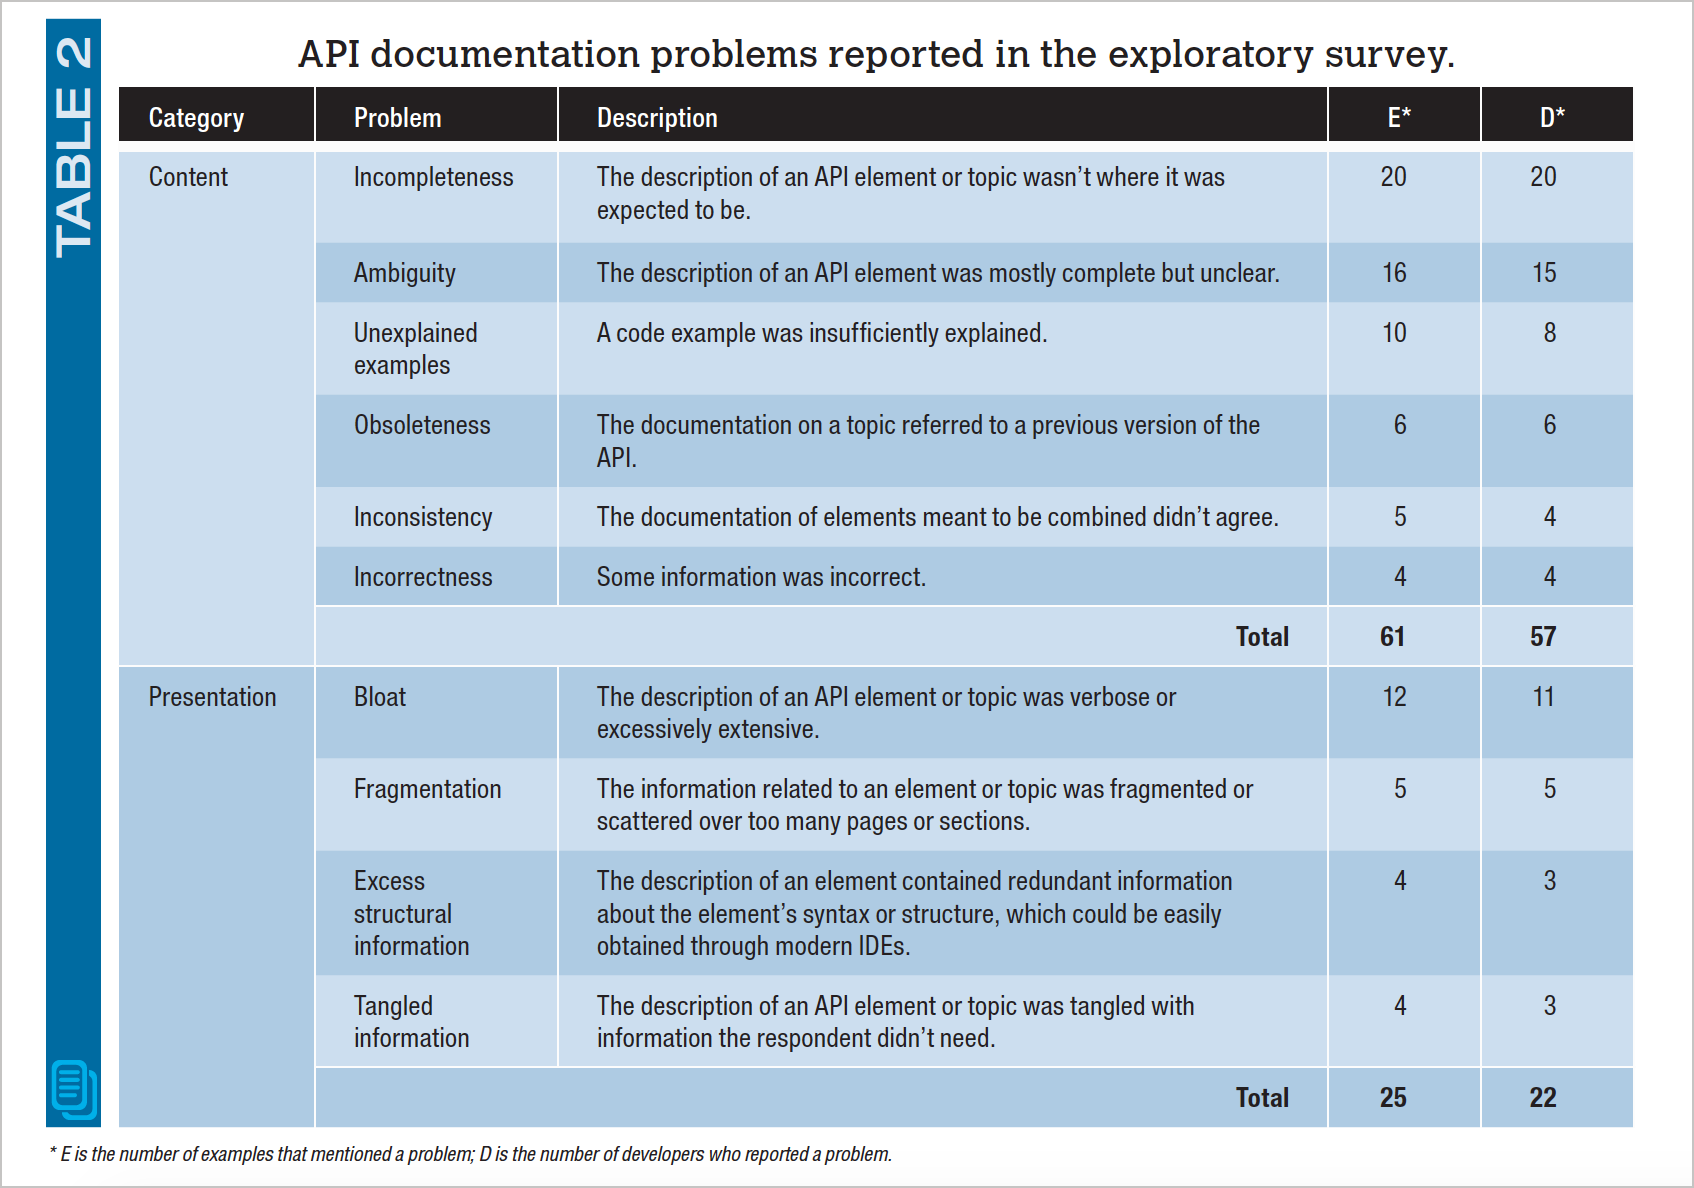 TABLE 2
API documentation problems reported in the exploratory survey.
Category Problem Description E* D*
Content Incompleteness The description of an API element or topic wasn’t where it was 20 20
expected to be.
Ambiguity The description of an API element was mostly complete but unclear. 16 15
Unexplained A code example was insufficiently explained. 10 8
examples
Obsoleteness The documentation on a topic referred to a previous version of the 6 6
API.
Inconsistency The documentation of elements meant to be combined didn’t agree. 5 4
Incorrectness Some information was incorrect. 4 4
Total 61 57
Presentation Bloat The description of an API element or topic was verbose or 12 11
excessively extensive.
Fragmentation The information related to an element or topic was fragmented or 5 5
scattered over too many pages or sections.
Excess The description of an element contained redundant information 4 3
structural about the element’s syntax or structure, which could be easily
information obtained through modern IDEs.
Tangled The description of an API element or topic was tangled with 4 3
information information the respondent didn’t need.
Total 25 22
* E is the number of examples that mentioned a problem; D is the number of developers who reported a problem.